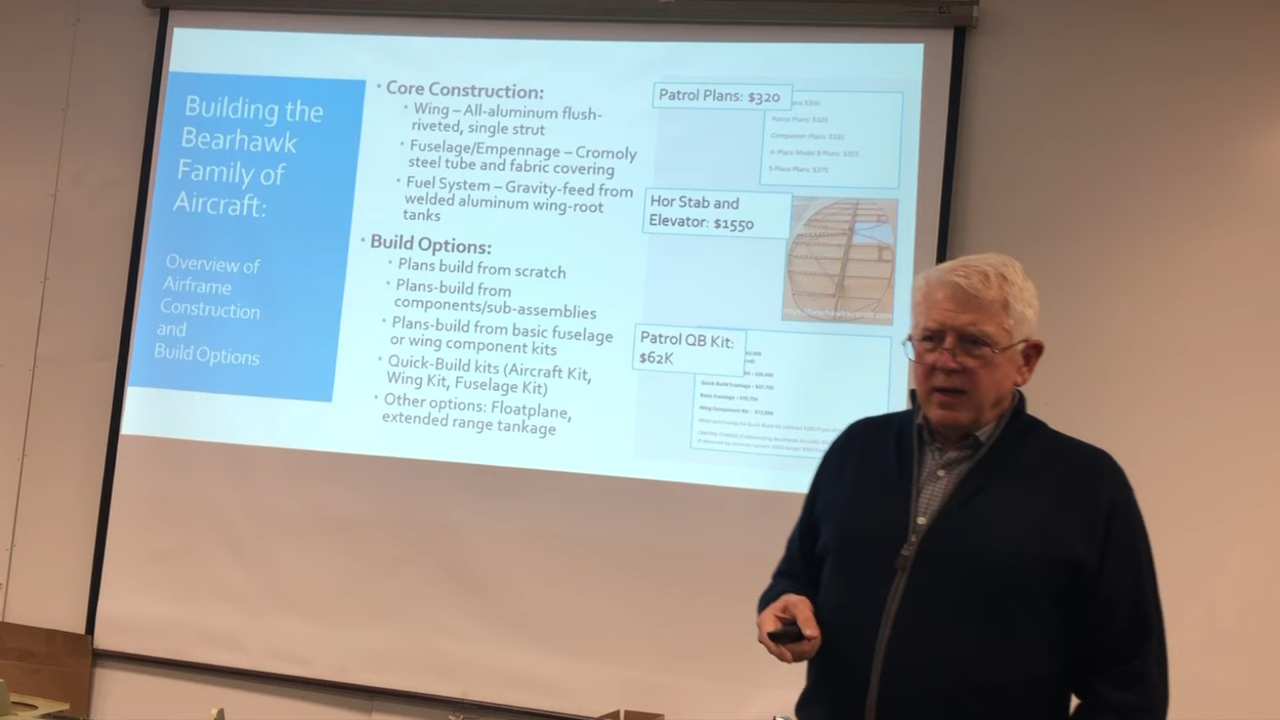 Building the
Bearhawk
Family of
Aircraft:
Overview of
Airframe
Construction
and
Build Options
• Core Construction:
• Wing – All-aluminum flush-
riveted, single strut
• Fuselage/Empennage – Cromoly
steel tube and fabric covering
• Fuel System – Gravity-feed from
welded aluminum wing-root
tanks
• Build Options:
• Plans build from scratch
• Plans-build from
components/sub-assemblies
• Plans-build from basic fuselage
or wing component kits
• Quick-Build kits (Aircraft Kit,
Wing Kit, Fuselage Kit)
• Other options: Floatplane,
extended range tankage
Patrol Plans: $320
Patrol Plans: $320
Companion Plans: $320
4- Place Model B Plans: $355
5-Place Plans: $375
Hor Stab and
Elevator: $1550
Patrol QB Kit:
$62K
Quick Build Fuselage -
Basic Fuselage -
Wing Component Kit -